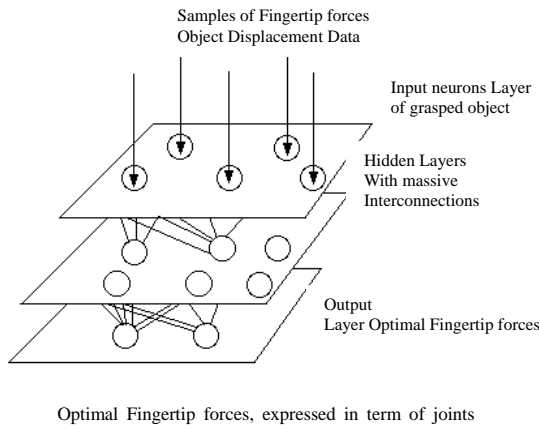 Samples of Fingertip forces
Object Displacement Data
Input neurons Layer
of grasped object
Hidden Layers
With massive
Interconnections
Output
Layer Optimal Fingertip forces
Optimal Fingertip forces, expressed in term of joints